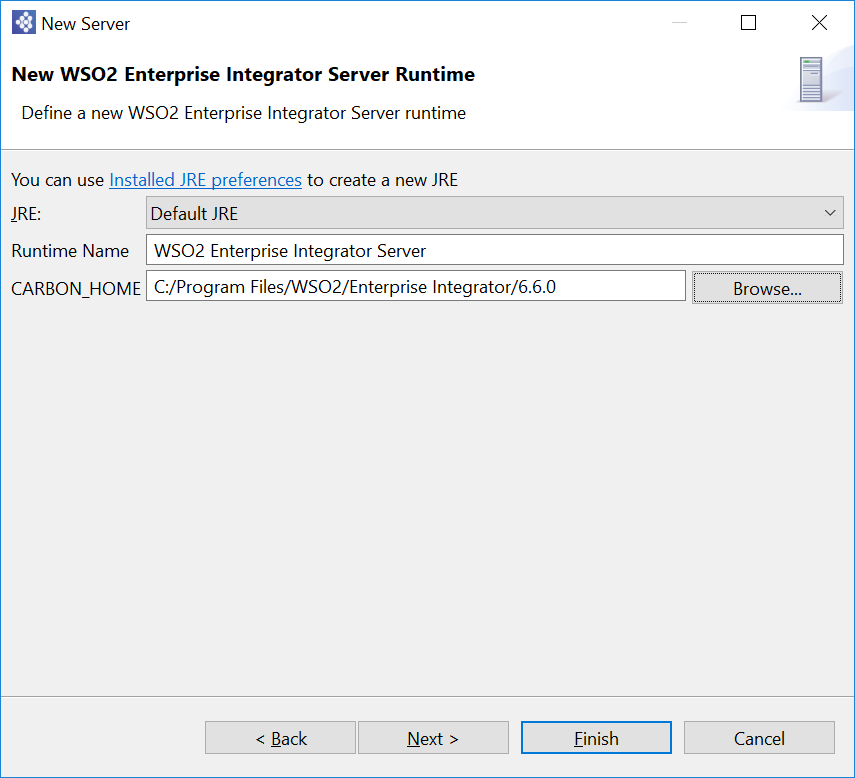 New Server
New WSO2 Enterprise Integrator Server Runtime
Define a new WSO2 Enterprise Integrator Server runtime
You can use Installed JRE preferences to create a new JRE
JRE: Default JRE
Runtime Name WSO2 Enterprise Integrator Server
CARBON_HOME C:/Program Files/WSO2/Enterprise Integrator/6.6.0 Browse...
< Back Next > Finish Cancel